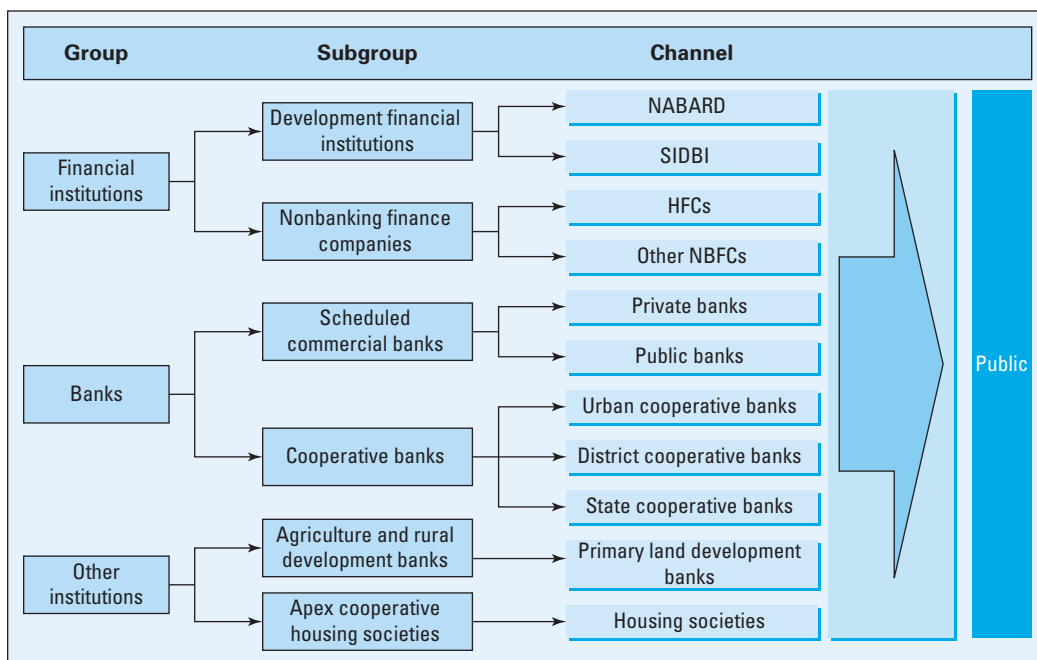 Group Subgroup Channel
Financial
institutions
Development financial
institutions
NABARD
SIDBI
Nonbanking finance
companies
HFCs
Other NBFCs
Banks
Scheduled
commercial banks
Private banks
Public banks
Cooperative banks
Urban cooperative banks
District cooperative banks
State cooperative banks
Other
institutions
Agriculture and rural
development banks
Primary land development
banks
Apex cooperative
housing societies
Housing societies
Public